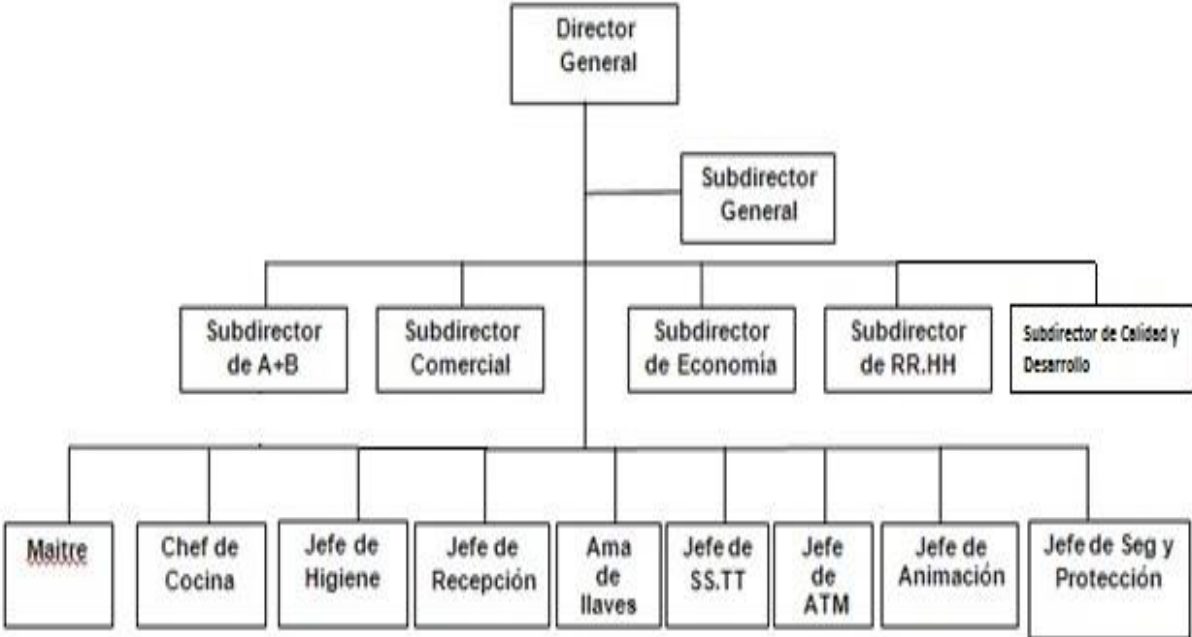 Director
General
Subdirector
General
Subdirector
de A+B
Subdirector
Comercial
Subdirector
de Economía
Subdirector
de RR.HH
Subdirector de Calidad y
Desarrollo
Maitre
Chef de
Cocina
Jefe de
Higiene
Jefe de
Recepción
Ama
de
llaves
Jefe de
SS.TT
Jefe
de
ATM
Jefe de
Animación
Jefe de Seg y
Protección